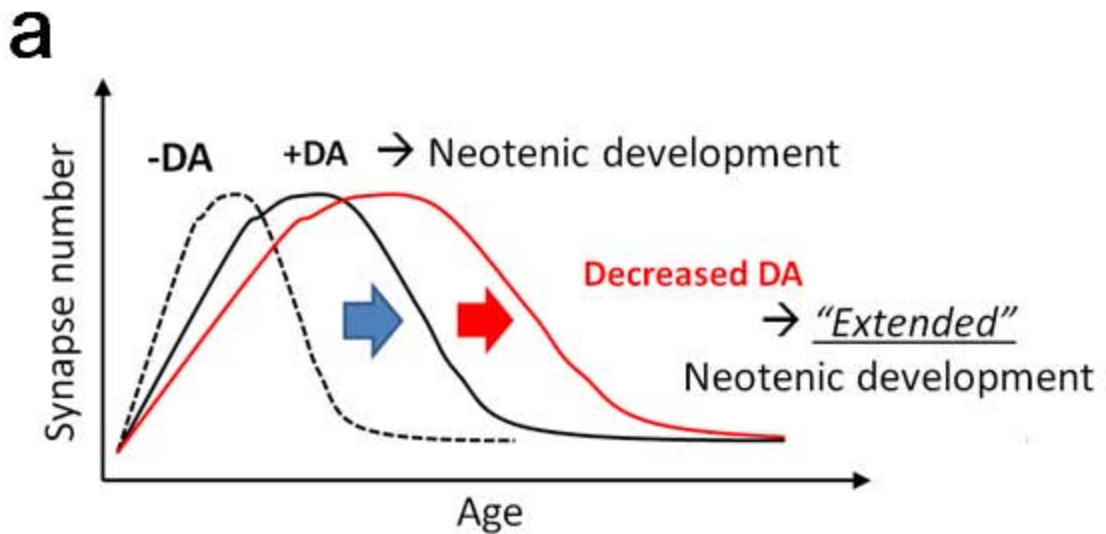 a
-DA +DA → Neotenic development
Synapse number
Decreased DA
→ “Extended”
Neotenic development
Age